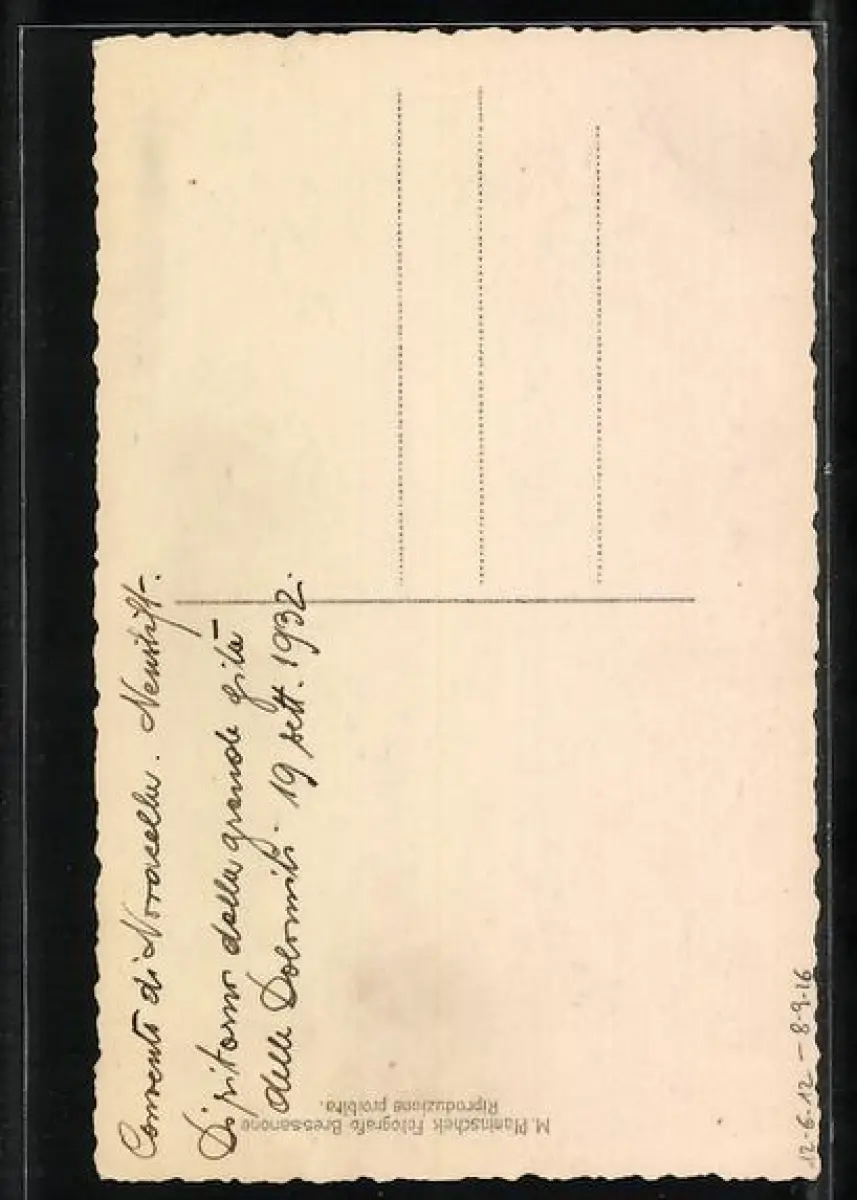 Convento di Novacella. Neustift-.
Di ritorno dalla grande gita
delle Dolomiti. 19 sett. 1932.
M. Planinschek Fotografo Bressanone
Riproduzione proibita.
12-6-12 - 8-9-16